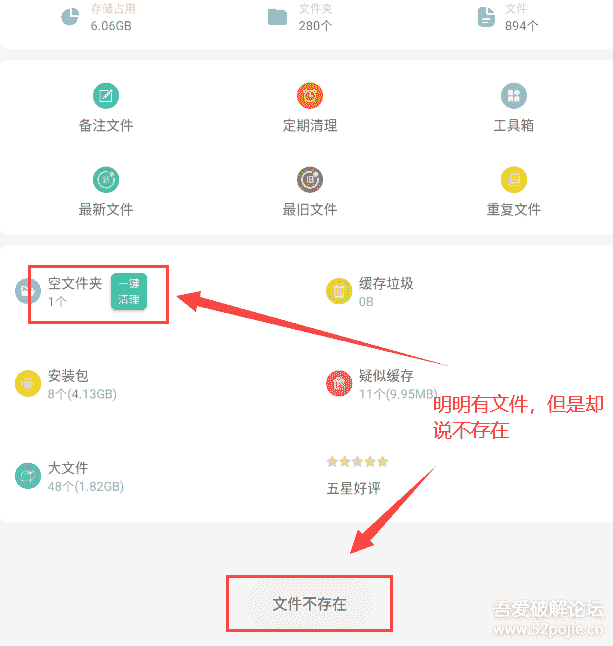 存储占用
6.06GB
文件夹
280个
文件
894个
备注文件
定期清理
工具箱
新
旧
最新文件
最旧文件
重复文件
空文件夹
1个
一键
清理
缓存垃圾
0B
安装包
8个(4.13GB)
疑似缓存
11个(9.95MB)
明明有文件，但是却
说不存在
大文件
48个(1.82GB)
五星好评
文件不存在
吾爱破解论坛
www.52pojie.cn